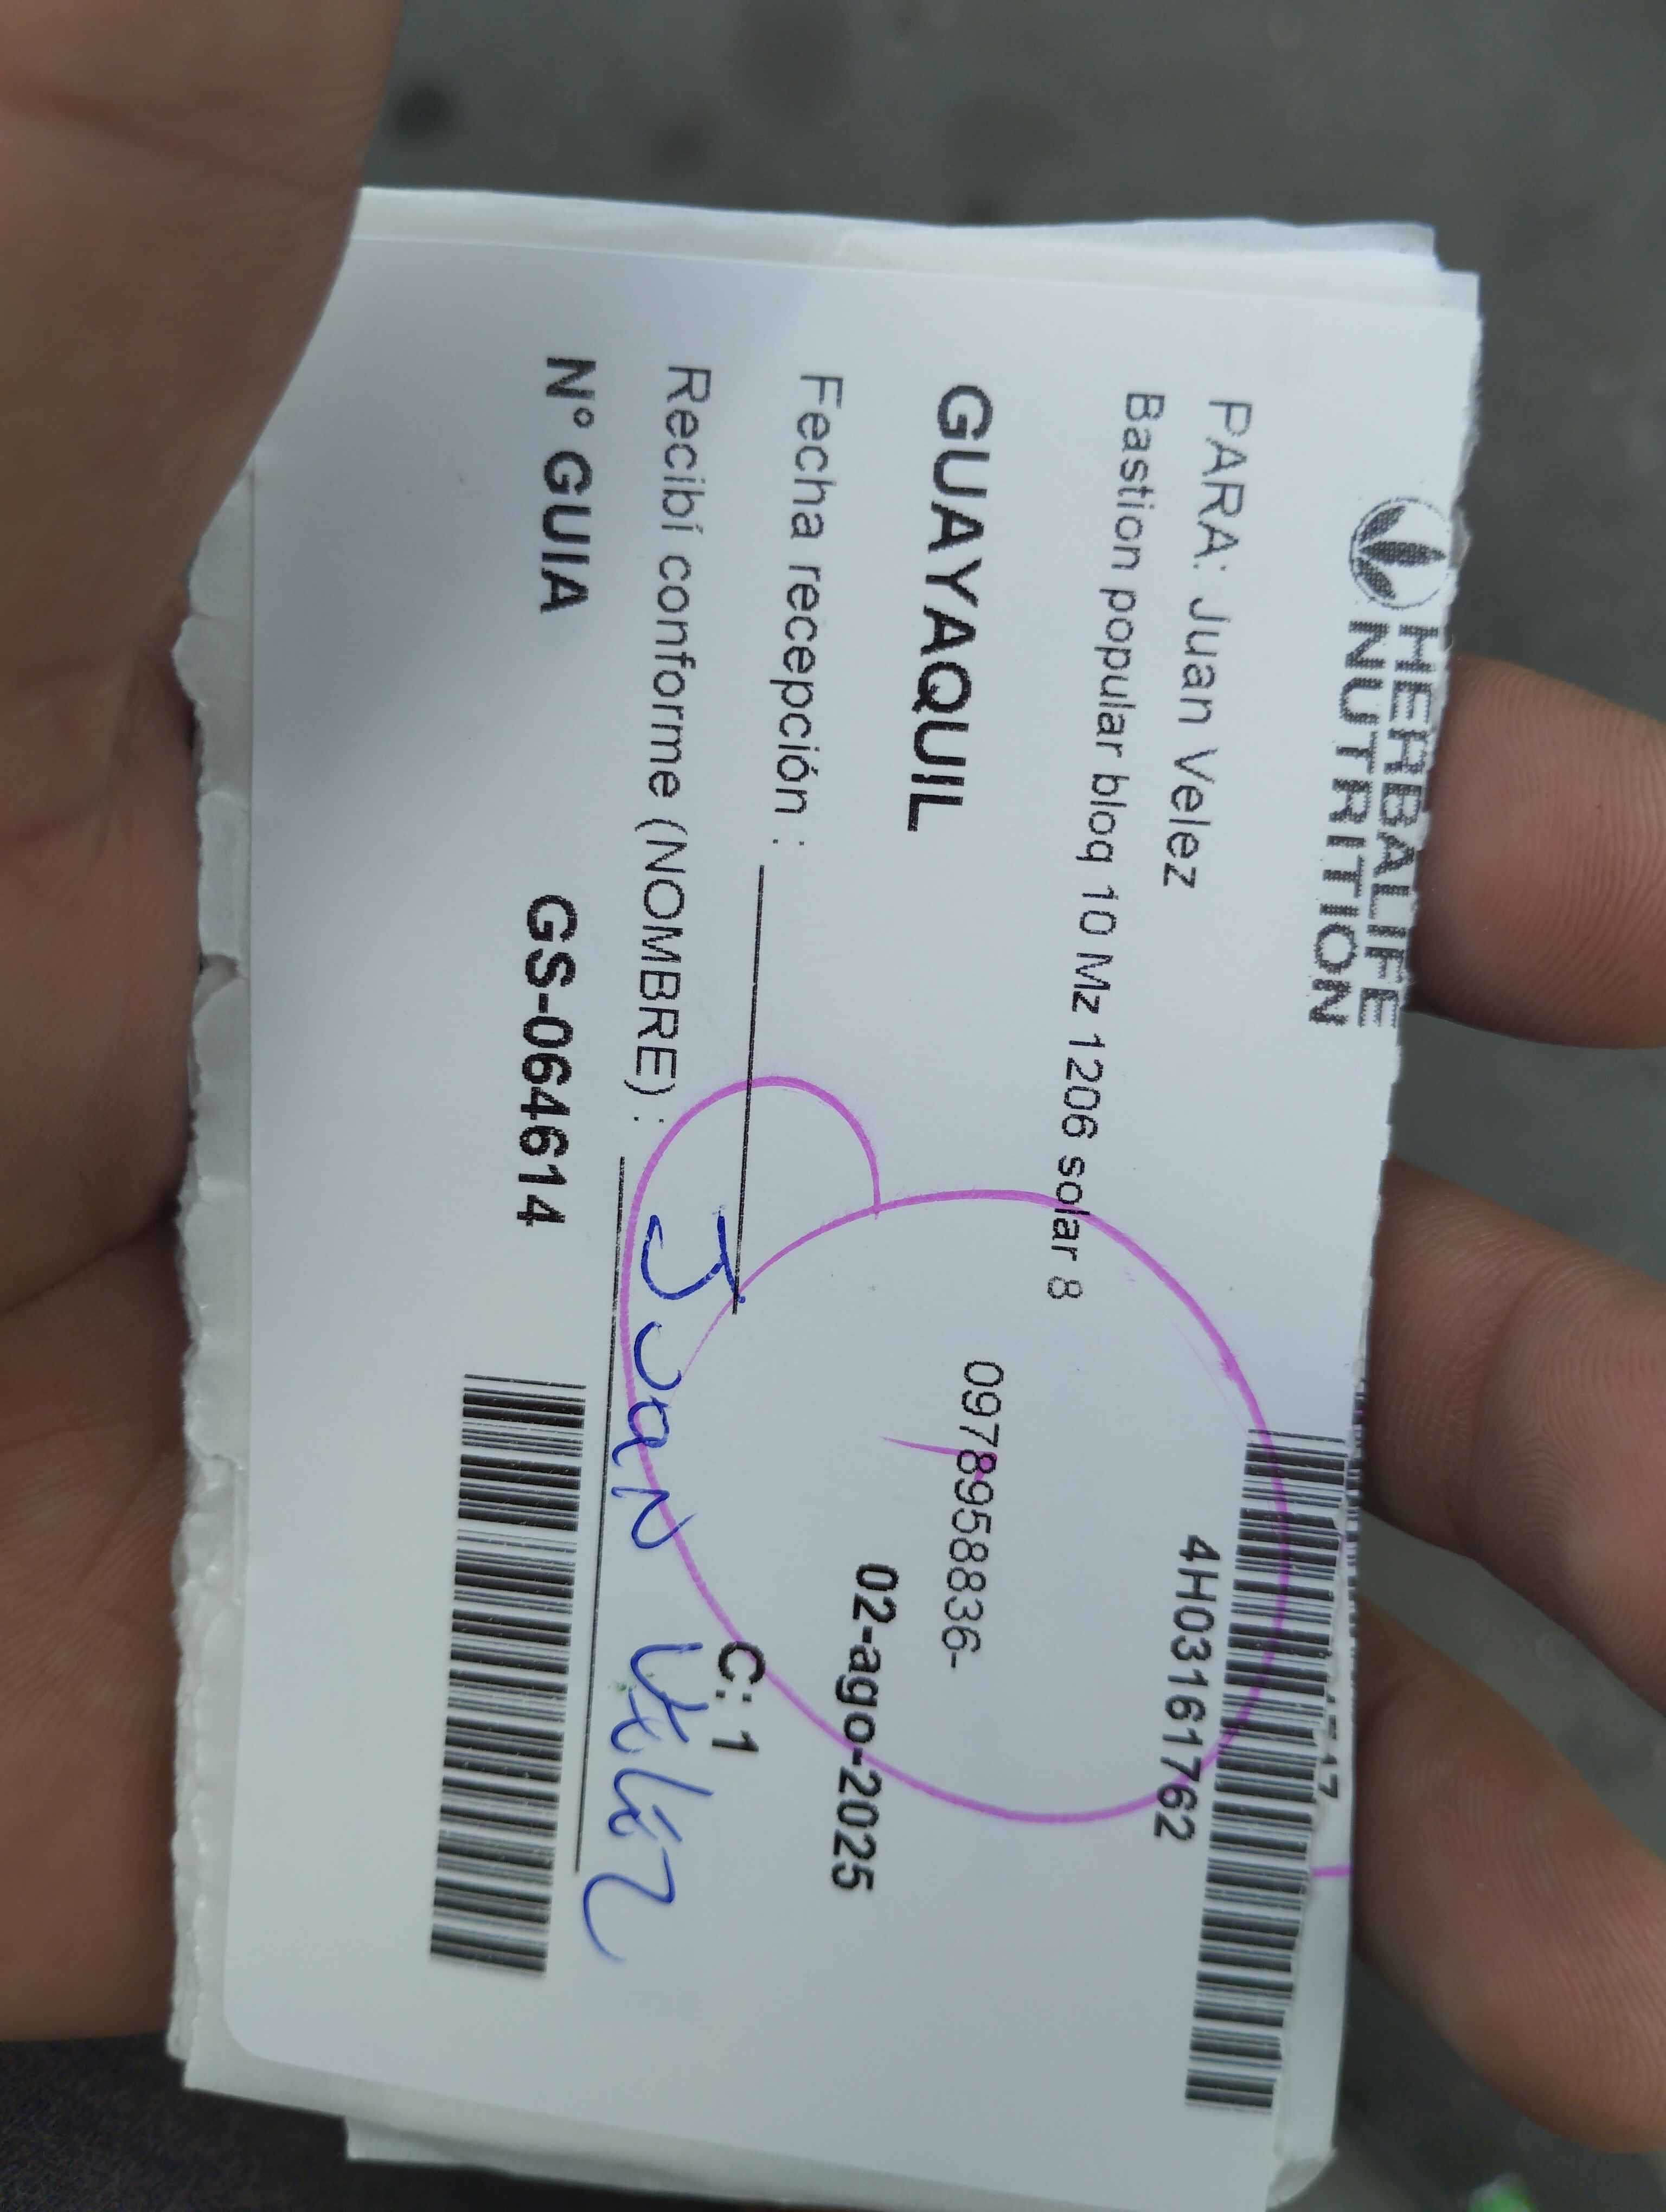 HERBALIFE
NUTRITION
4H03161762
PARA: Juan Velez
Bastion popular bloq 10 Mz 1206 solar 8
0978958836-
GUAYAQUIL
02-ago-2025
Fecha recepción :
C: 1
Recibí conforme (NOMBRE) : Juan Velez
N° GUIA GS-064614